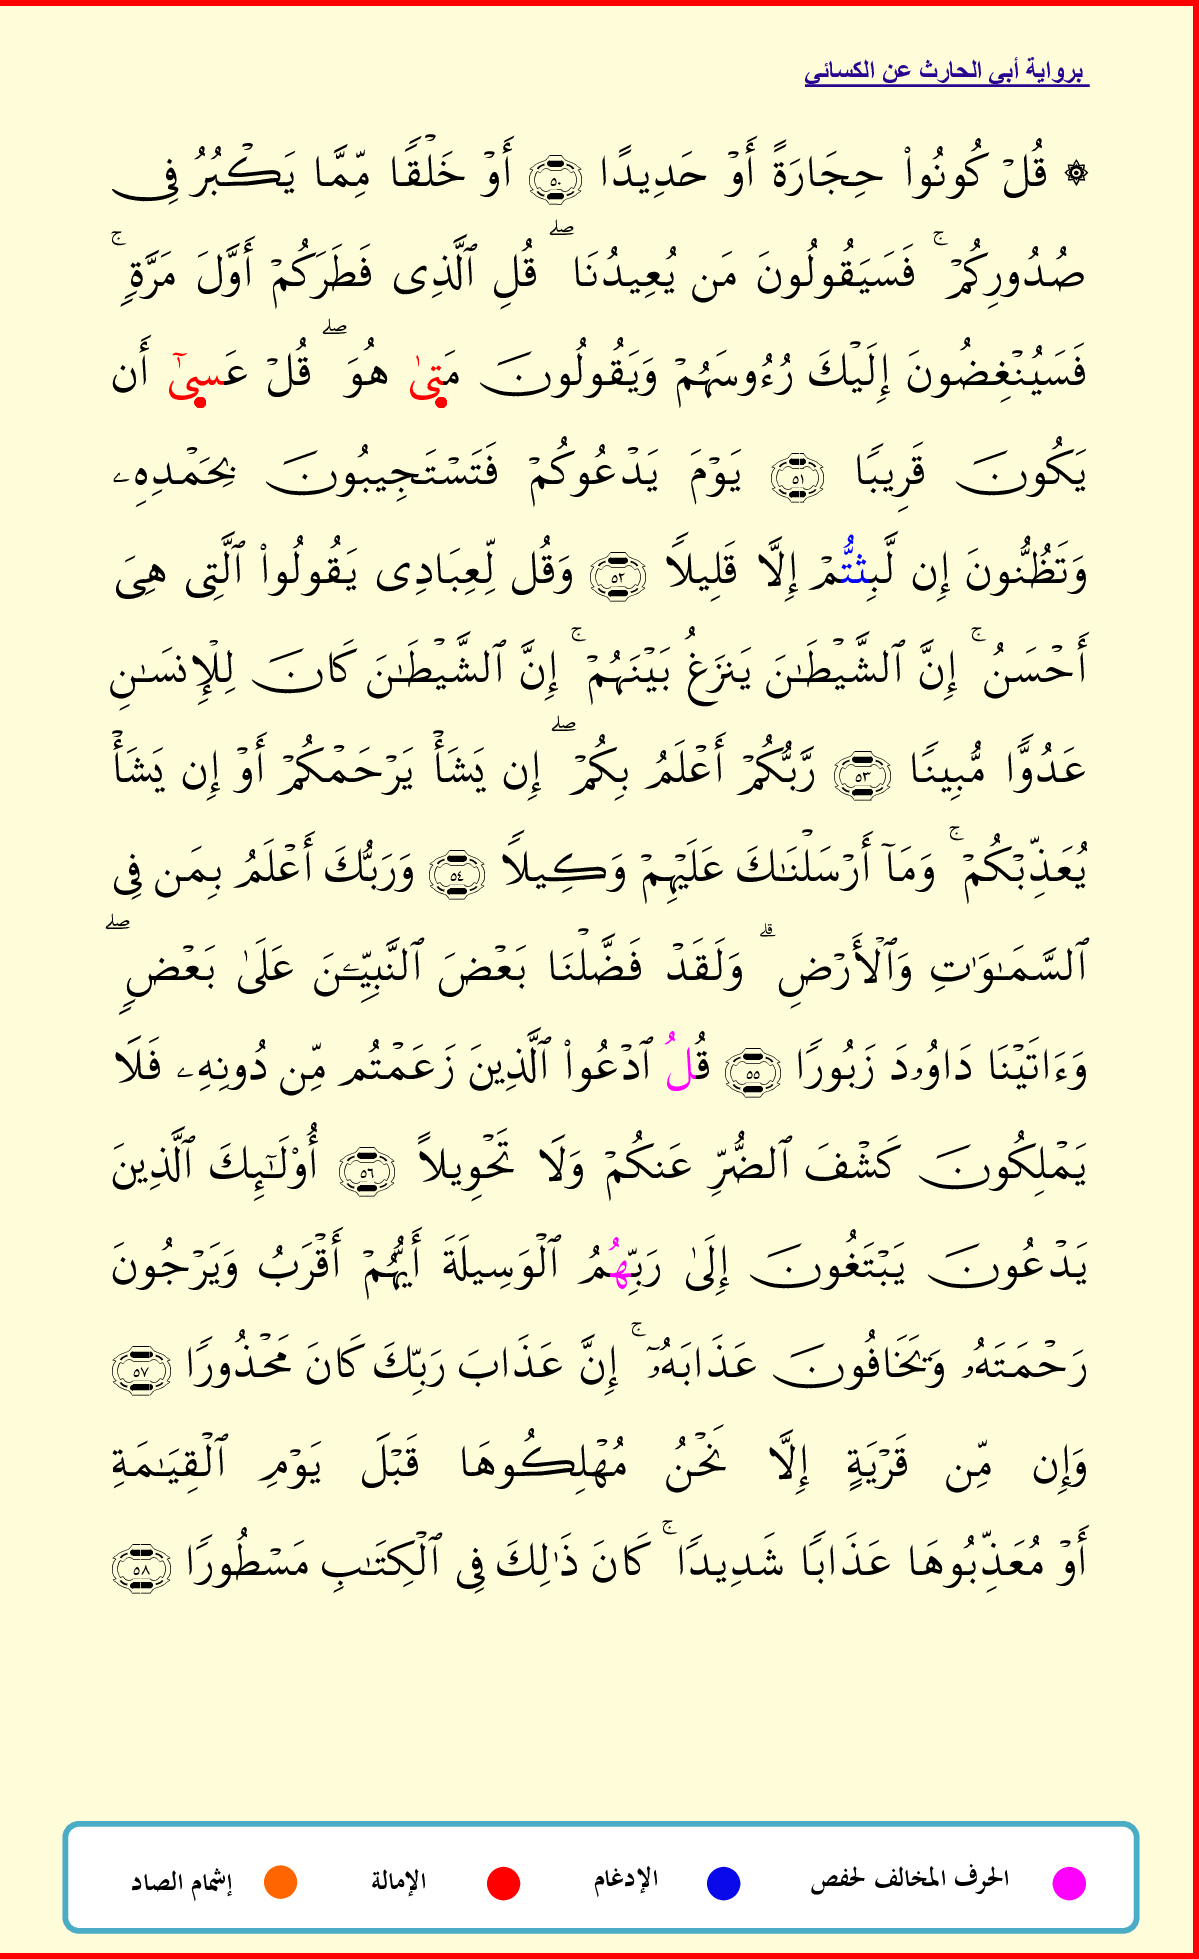 برواية أبي الحارث عن الكسائي
۞ قُلۡ كُونُواْ حِجَارَةً أَوۡ حَدِيدًا ٥٠ أَوۡ خَلۡقًا مِّمَّا يَكۡبُرُ فِي
صُدُورِكُمۡۚ فَسَيَقُولُونَ مَن يُعِيدُنَاۖ قُلِ ٱلَّذِي فَطَرَكُمۡ أَوَّلَ مَرَّةٖۚ
فَسَيُنۡغِضُونَ إِلَيۡكَ رُءُوسَهُمۡ وَيَقُولُونَ مَتٜىٰ هُوَۖ قُلۡ عَسٜىٰٓ أَن
يَكُونَ قَرِيبٗا ٥١ يَوۡمَ يَدۡعُوكُمۡ فَتَسۡتَجِيبُونَ بِحَمۡدِهِۦ
وَتَظُنُّونَ إِن لَّبِثتُّمۡ إِلَّا قَلِيلٗا ٥٢ وَقُل لِّعِبَادِي يَقُولُواْ ٱلَّتِي هِيَ
أَحۡسَنُۚ إِنَّ ٱلشَّيۡطَٰنَ يَنزَغُ بَيۡنَهُمۡۚ إِنَّ ٱلشَّيۡطَٰنَ كَانَ لِلۡإِنسَٰنِ
عَدُوّٗا مُّبِينٗا ٥٣ رَّبُّكُمۡ أَعۡلَمُ بِكُمۡۖ إِن يَشَأۡ يَرۡحَمۡكُمۡ أَوۡ إِن يَشَأۡ
يُعَذِّبۡكُمۡۚ وَمَآ أَرۡسَلۡنَٰكَ عَلَيۡهِمۡ وَكِيلٗا ٥٤ وَرَبُّكَ أَعۡلَمُ بِمَن فِي
ٱلسَّمَٰوَٰتِ وَٱلۡأَرۡضِۗ وَلَقَدۡ فَضَّلۡنَا بَعۡضَ ٱلنَّبِيِّـۧنَ عَلَىٰ بَعۡضٖۖ
وَءَاتَيۡنَا دَاوُۥدَ زَبُورٗا ٥٥ قُلُ ٱدۡعُواْ ٱلَّذِينَ زَعَمۡتُم مِّن دُونِهِۦ فَلَا
يَمۡلِكُونَ كَشۡفَ ٱلضُّرِّ عَنكُمۡ وَلَا تَحۡوِيلًا ٥٦ أُوْلَٰٓئِكَ ٱلَّذِينَ
يَدۡعُونَ يَبۡتَغُونَ إِلَىٰ رَبِّهُمُ ٱلۡوَسِيلَةَ أَيُّهُمۡ أَقۡرَبُ وَيَرۡجُونَ
رَحۡمَتَهُۥ وَيَخَافُونَ عَذَابَهُۥٓۚ إِنَّ عَذَابَ رَبِّكَ كَانَ مَحۡذُورٗا ٥٧
وَإِن مِّن قَرۡيَةٍ إِلَّا نَحۡنُ مُهۡلِكُوهَا قَبۡلَ يَوۡمِ ٱلۡقِيَٰمَةِ
أَوۡ مُعَذِّبُوهَا عَذَابٗا شَدِيدٗاۚ كَانَ ذَٰلِكَ فِي ٱلۡكِتَٰبِ مَسۡطُورٗا ٥٨
الحرف المخالف لحفص الإدغام الإمالة إشمام الصاد